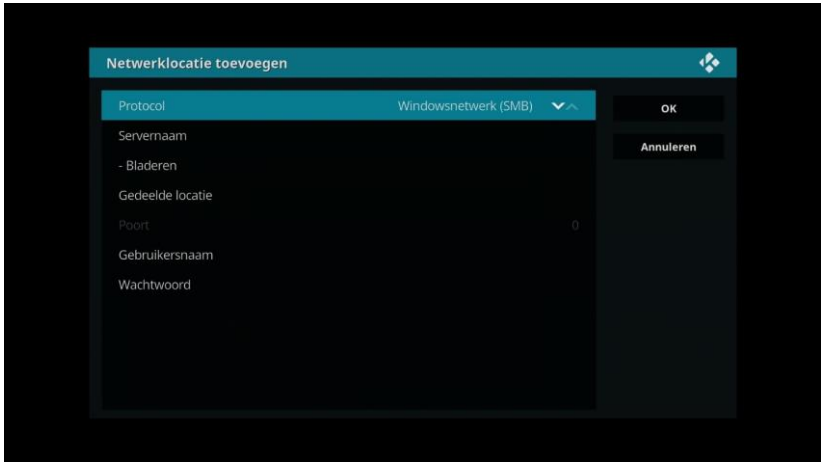 Netwerklocatie toevoegen
Protocol Windowsnetwerk (SMB)
OK
Servernaam
Annuleren
- Bladeren
Gedeelde locatie
Poort 0
Gebruikersnaam
Wachtwoord